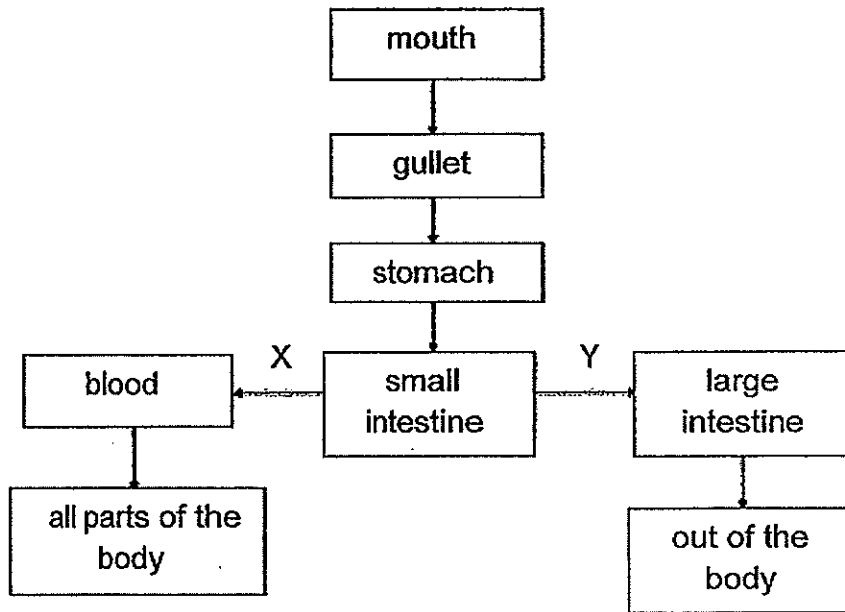 mouth
gullet
stomach
X
Y
blood
small
intestine
large
intestine
all parts of the
body
out of the
body